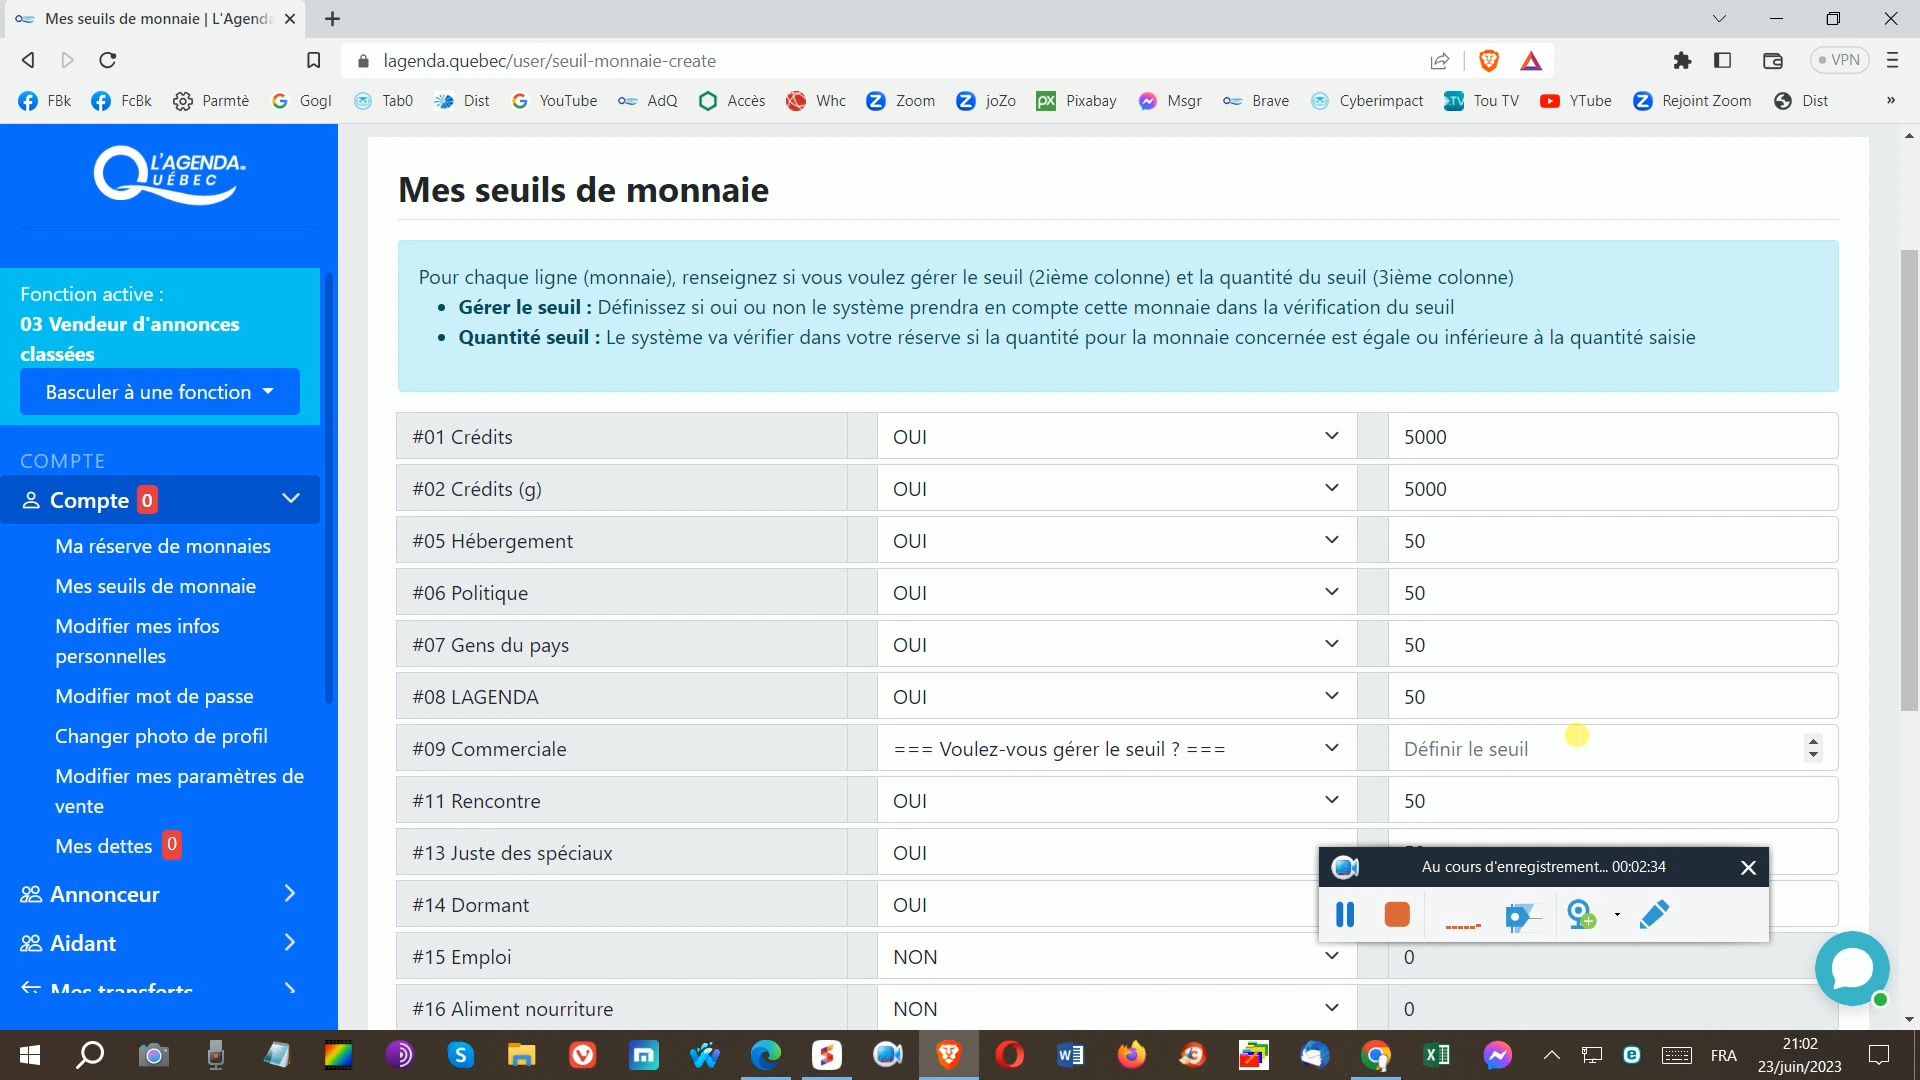 Mes seuils de monnaie | L'Agenda
lagenda.quebec/user/seuil-monnaie-create
VPN
FBk FcBk Parmtè Gogl Tab0 Dist YouTube AdQ Accès Whc Zoom joZo Pixabay Msgr Brave Cyberimpact Tou TV YTube Rejoint Zoom Dist »
L'AGENDA
QUÉBEC
Fonction active :
03 Vendeur d'annonces
classées
Basculer à une fonction
COMPTE
Compte 0
Ma réserve de monnaies
Mes seuils de monnaie
Modifier mes infos
personnelles
Modifier mot de passe
Changer photo de profil
Modifier mes paramètres de
vente
Mes dettes 0
Annonceur
Aidant
Mes transferts
Mes seuils de monnaie
Pour chaque ligne (monnaie), renseignez si vous voulez gérer le seuil (2ième colonne) et la quantité du seuil (3ième colonne)
• Gérer le seuil : Définissez si oui ou non le système prendra en compte cette monnaie dans la vérification du seuil
• Quantité seuil : Le système va vérifier dans votre réserve si la quantité pour la monnaie concernée est égale ou inférieure à la quantité saisie
#01 Crédits OUI 5000
#02 Crédits (g) OUI 5000
#05 Hébergement OUI 50
#06 Politique OUI 50
#07 Gens du pays OUI 50
#08 LAGENDA OUI 50
#09 Commerciale === Voulez-vous gérer le seuil ? === Définir le seuil
#11 Rencontre OUI 50
#13 Juste des spéciaux OUI
#14 Dormant OUI
#15 Emploi NON 0
#16 Aliment nourriture NON 0
Au cours d'enregistrement... 00:02:34
FRA
21:02
23/juin/2023